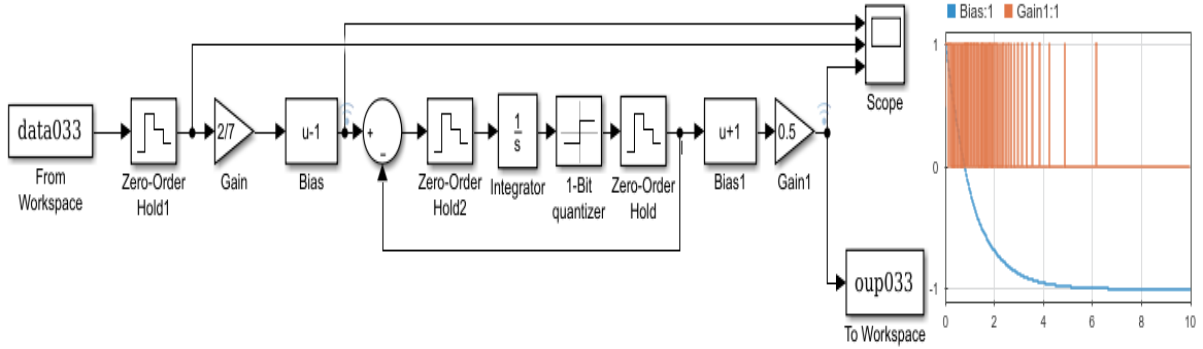 Bias:1 Gain1:1
Scope
data033
From
Workspace
Zero-Order
Hold1
2/7
Gain
u-1
Bias
+
−
Zero-Order
Hold2
1
s
Integrator
1-Bit
quantizer
Zero-Order
Hold
u+1
Bias1
0.5
Gain1
oup033
To Workspace
1
0
-1
0 2 4 6 8 10